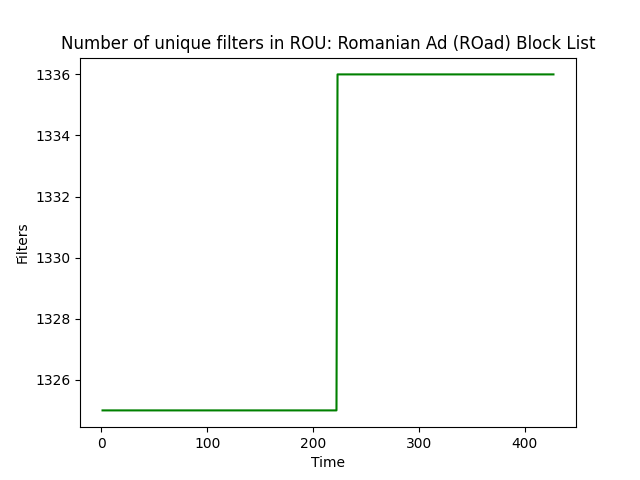 Number of unique filters in ROU: Romanian Ad (ROad) Block List
1336
1334
1332
1330
1328
1326
Filters
0 100 200 300 400
Time